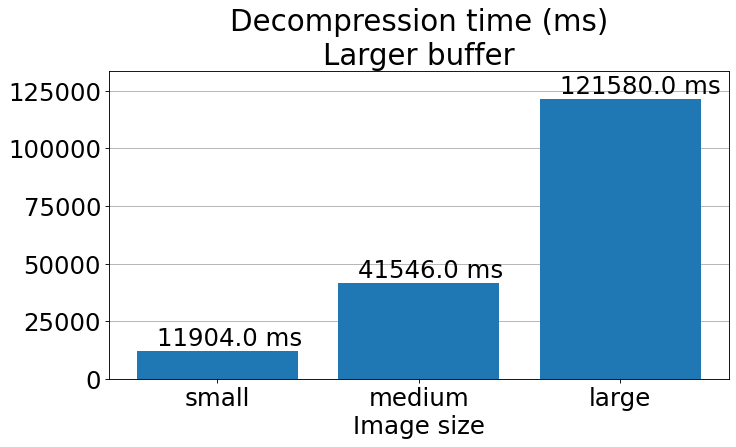 Decompression time (ms)
Larger buffer
125000
100000
75000
50000
25000
0
121580.0 ms
41546.0 ms
11904.0 ms
small
medium
large
Image size